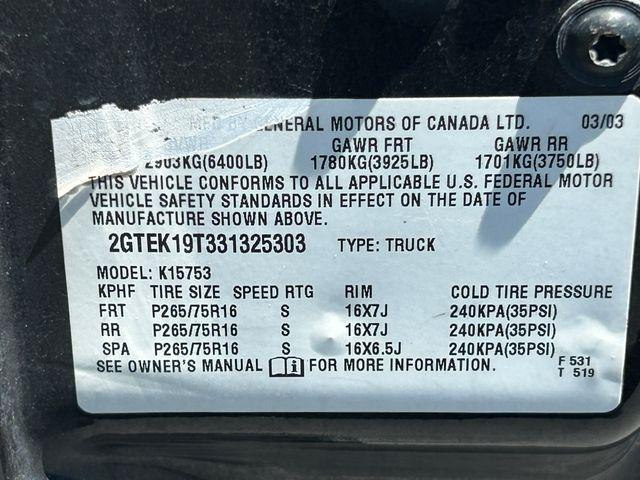 MFD BY GENERAL MOTORS OF CANADA LTD. 03/03
GVWR GAWR FRT GAWR RR
2903KG(6400LB) 1780KG(3925LB) 1701KG(3750LB)
THIS VEHICLE CONFORMS TO ALL APPLICABLE U.S. FEDERAL MOTOR
VEHICLE SAFETY STANDARDS IN EFFECT ON THE DATE OF
MANUFACTURE SHOWN ABOVE.
2GTEK19T331325303 TYPE: TRUCK
MODEL: K15753
KPHF TIRE SIZE SPEED RTG RIM COLD TIRE PRESSURE
FRT P265/75R16 S 16X7J 240KPA(35PSI)
RR P265/75R16 S 16X7J 240KPA(35PSI)
SPA P265/75R16 S 16X6.5J 240KPA(35PSI)
SEE OWNER'S MANUAL FOR MORE INFORMATION. F 531
T 519